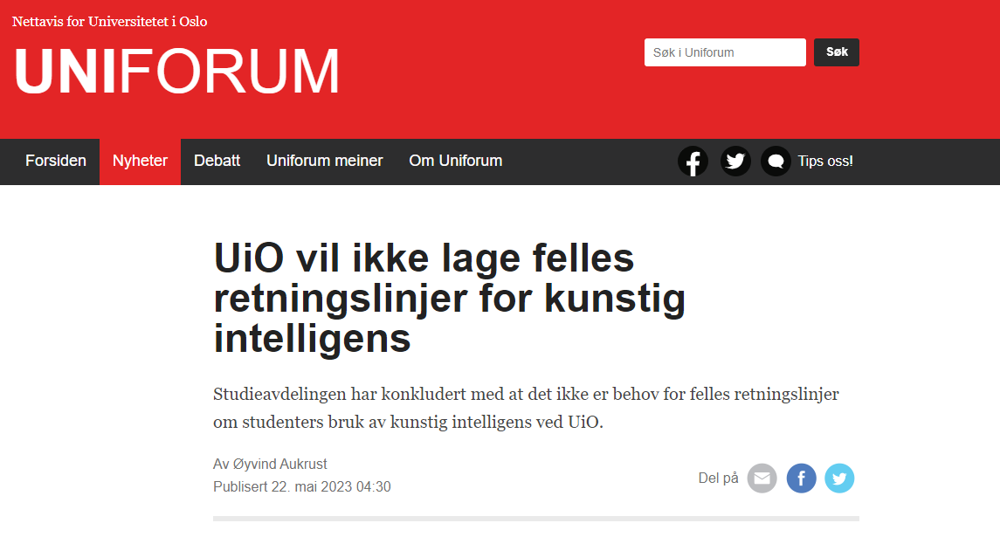 Nettavis for Universitetet i Oslo
UNIFORUM
Søk i Uniforum
Søk
Forsiden Nyheter Debatt Uniforum meiner Om Uniforum
Tips oss!
UiO vil ikke lage felles
retningslinjer for kunstig
intelligens
Studieavdelingen har konkludert med at det ikke er behov for felles retningslinjer
om studenters bruk av kunstig intelligens ved UiO.
Av Øyvind Aukrust
Publisert 22. mai 2023 04:30
Del på